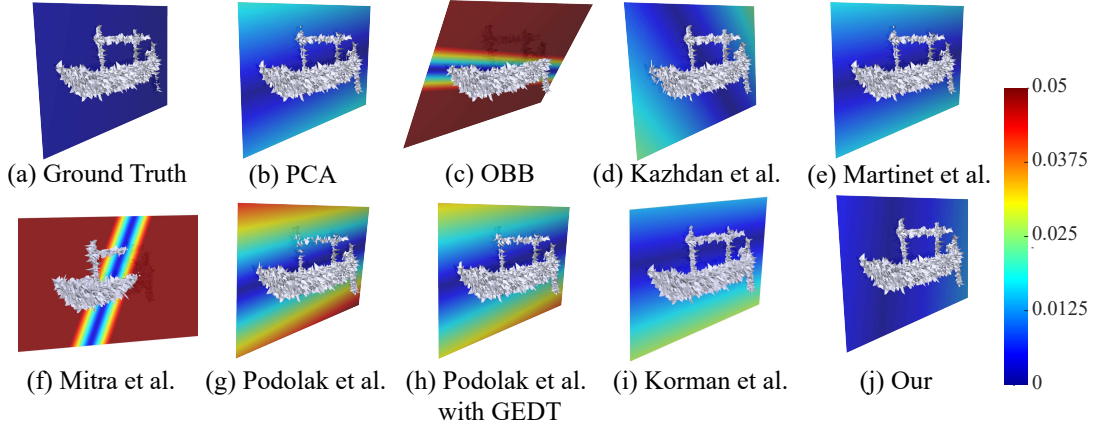 (a) Ground Truth
(b) PCA
(c) OBB
(d) Kazhdan et al.
(e) Martinet et al.
(f) Mitra et al.
(g) Podolak et al.
(h) Podolak et al.
with GEDT
(i) Korman et al.
(j) Our
0.05
0.0375
0.025
0.0125
0